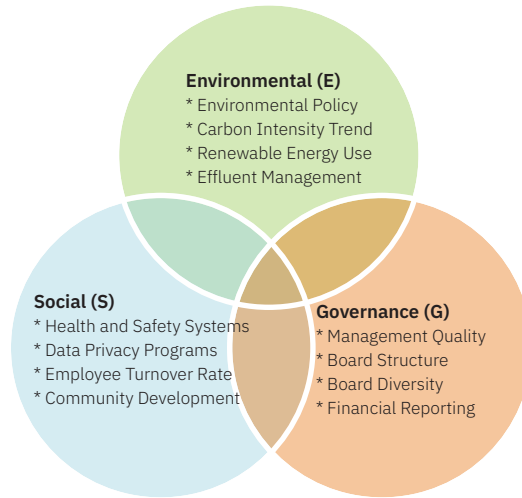 Environmental (E)
* Environmental Policy
* Carbon Intensity Trend
* Renewable Energy Use
* Effluent Management
Social (S)
* Health and Safety Systems
* Data Privacy Programs
* Employee Turnover Rate
* Community Development
Governance (G)
* Management Quality
* Board Structure
* Board Diversity
* Financial Reporting